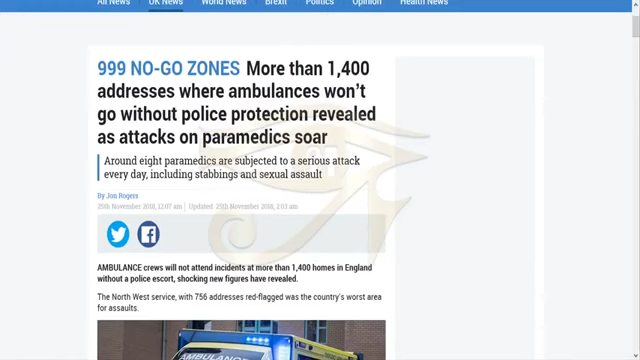 All News UK News World News Brexit Politics Opinion Health News
999 NO-GO ZONES More than 1,400
addresses where ambulances won't
go without police protection revealed
as attacks on paramedics soar
Around eight paramedics are subjected to a serious attack
every day, including stabbings and sexual assault
By Jon Rogers
25th November 2018, 12:07 am | Updated: 25th November 2018, 2:03 am
AMBULANCE crews will not attend incidents at more than 1,400 homes in England
without a police escort, shocking new figures have revealed.
The North West service, with 756 addresses red-flagged was the country's worst area
for assaults.
AMBULANCE